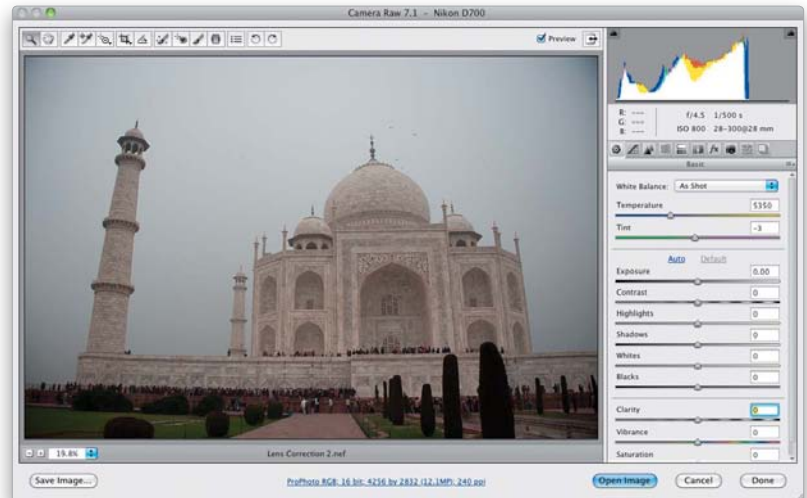 Camera Raw 7.1 - Nikon D700
Preview
R: ---
G: ---
B: ---
f/4.5 1/500 s
ISO 800 28-300@28 mm
fx
Basic
White Balance: As Shot
Temperature 5350
Tint -3
Auto Default
Exposure 0.00
Contrast 0
Highlights 0
Shadows 0
Whites 0
Blacks 0
Clarity 0
Vibrance 0
Saturation 0
19.8%
Lens Correction 2.nef
Save Image...
ProPhoto RGB; 16 bit; 4256 by 2832 (12.1MP); 240 ppi
Open Image
Cancel
Done